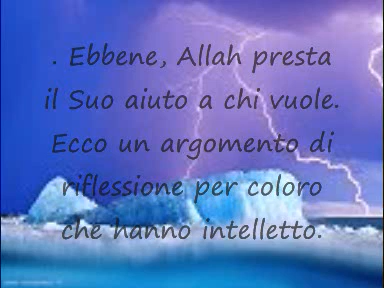 . Ebbene, Allah presta
il Suo aiuto a chi vuole.
Ecco un argomento di
riflessione per coloro
che hanno intelletto.